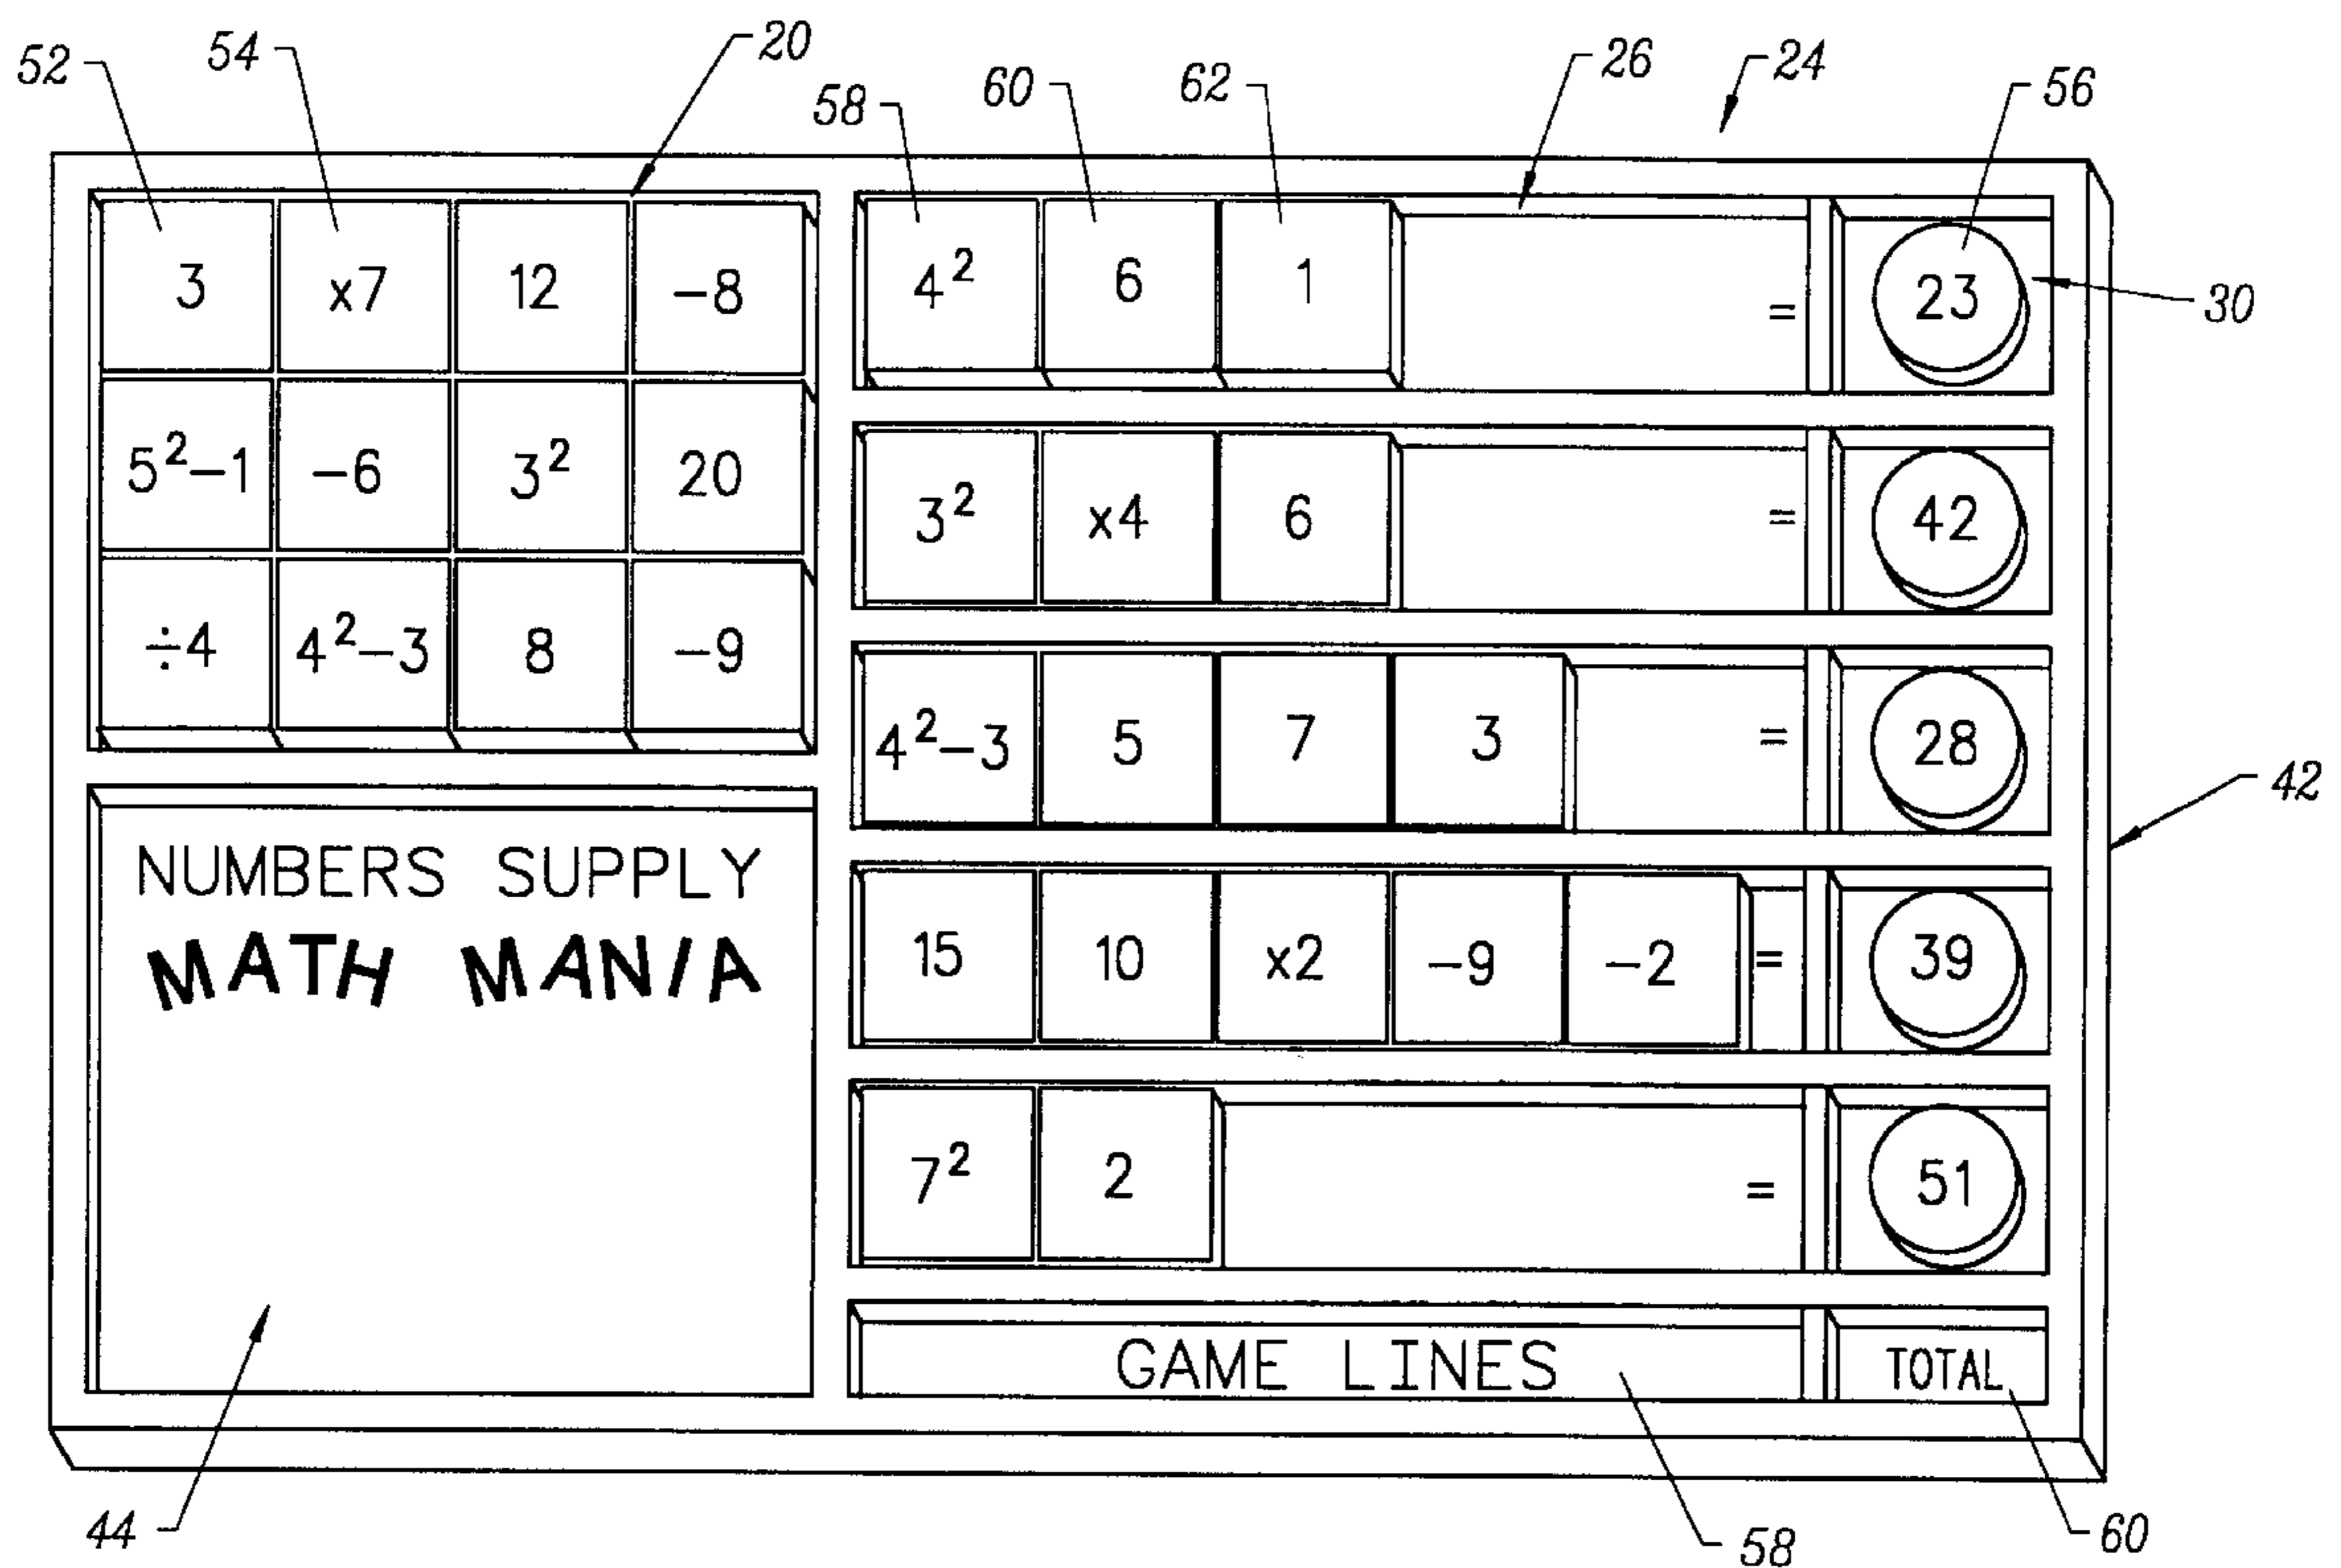 52 54 20 58 60 62 26 24 56
3 x7 12 −8
5²−1 −6 3² 20
÷4 4²−3 8 −9
NUMBERS SUPPLY
MATH MANIA
44
4² 6 1 = 23 30
3² x4 6 = 42
4²−3 5 7 3 = 28
42
15 10 x2 −9 −2 = 39
7² 2 = 51
GAME LINES TOTAL
58 60